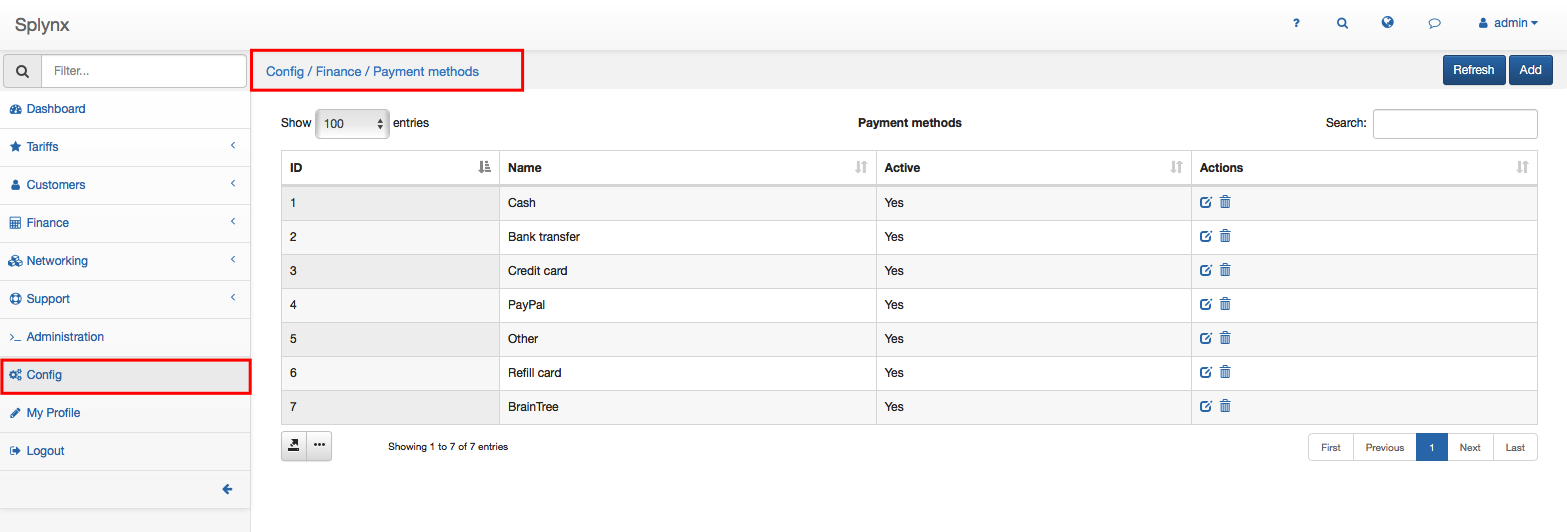 Splynx
? admin
Filter...
Config / Finance / Payment methods
Refresh Add
Dashboard
Tariffs
Customers
Finance
Networking
Support
Administration
Config
My Profile
Logout
Show 100 entries Payment methods Search:
ID Name Active Actions
1 Cash Yes
2 Bank transfer Yes
3 Credit card Yes
4 PayPal Yes
5 Other Yes
6 Refill card Yes
7 BrainTree Yes
Showing 1 to 7 of 7 entries First Previous 1 Next Last